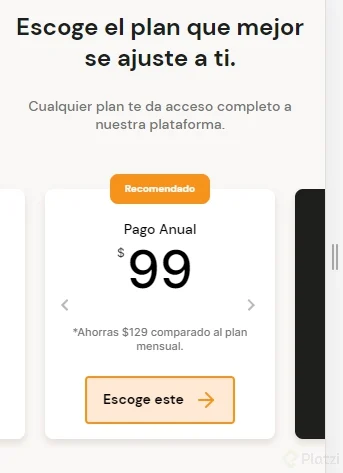 Escoge el plan que mejor
se ajuste a ti.
Cualquier plan te da acceso completo a
nuestra plataforma.
Recomendado
Pago Anual
$99
*Ahorras $129 comparado al plan
mensual.
Escoge este
Platzi